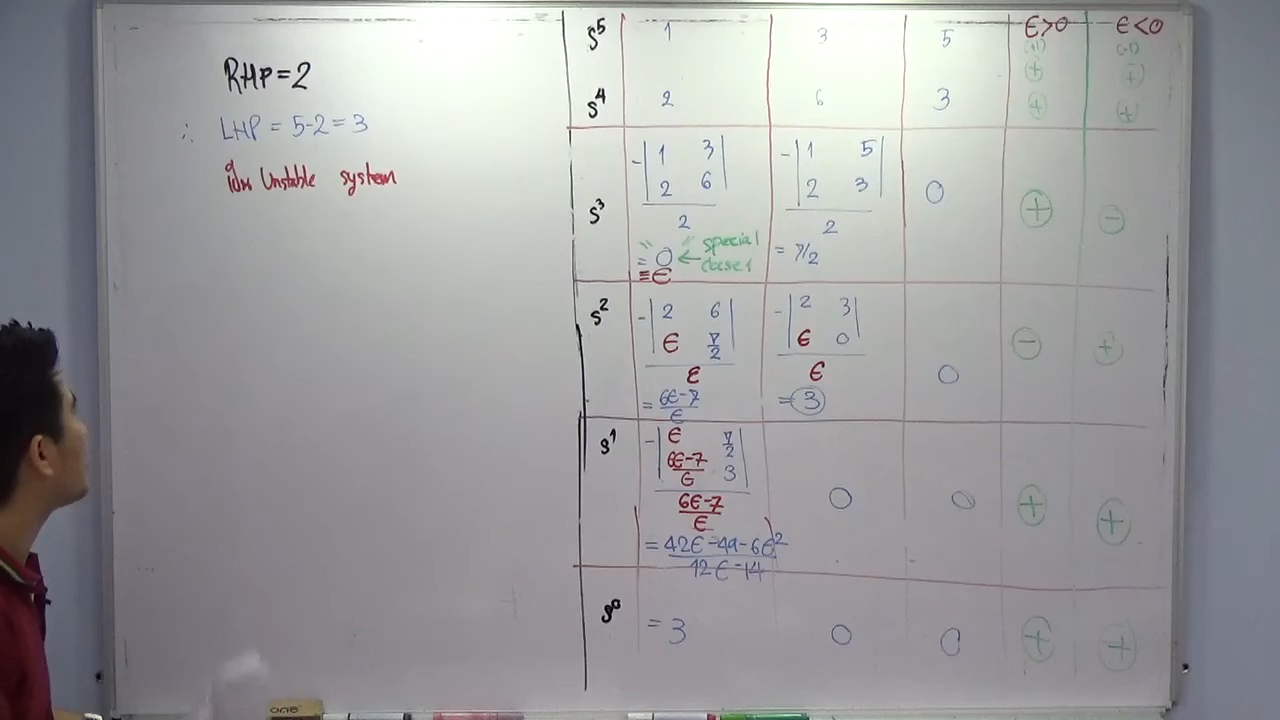 RHP = 2
∴ LHP = 5-2 = 3
เป็น Unstable system
S⁵ 1 3 5 ϵ>0 ϵ<0
(+1) (-1)
+ +
S⁴ 2 6 3 + +
S³ -|1 3| -|1 5| 0 + -
|2 6| |2 3|
2 2
= 0 ← special case 1 = 7/2
≡ ϵ
S² -|2 6| -|2 3| 0 - +
|ϵ 7/2| |ϵ 0|
ϵ ϵ
= 6ϵ-7/ϵ = 3
S¹ -|ϵ 7/2| 0 0 + +
|6ϵ-7/ϵ 3|
6ϵ-7/ϵ
= 42ϵ-49-6ϵ²
12ϵ-14
S⁰ = 3 0 0 + +
one